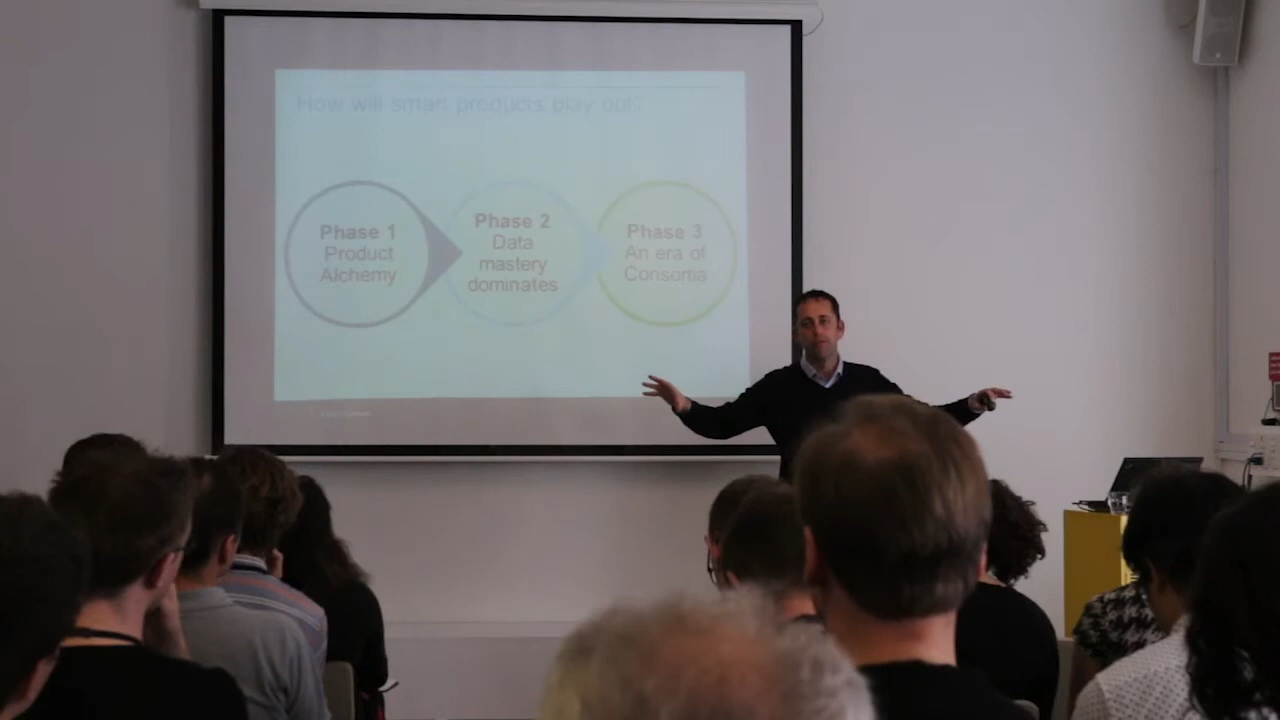 How will smart products play out?
Phase 1
Product
Alchemy
Phase 2
Data
mastery
dominates
Phase 3
An era of
Consortia